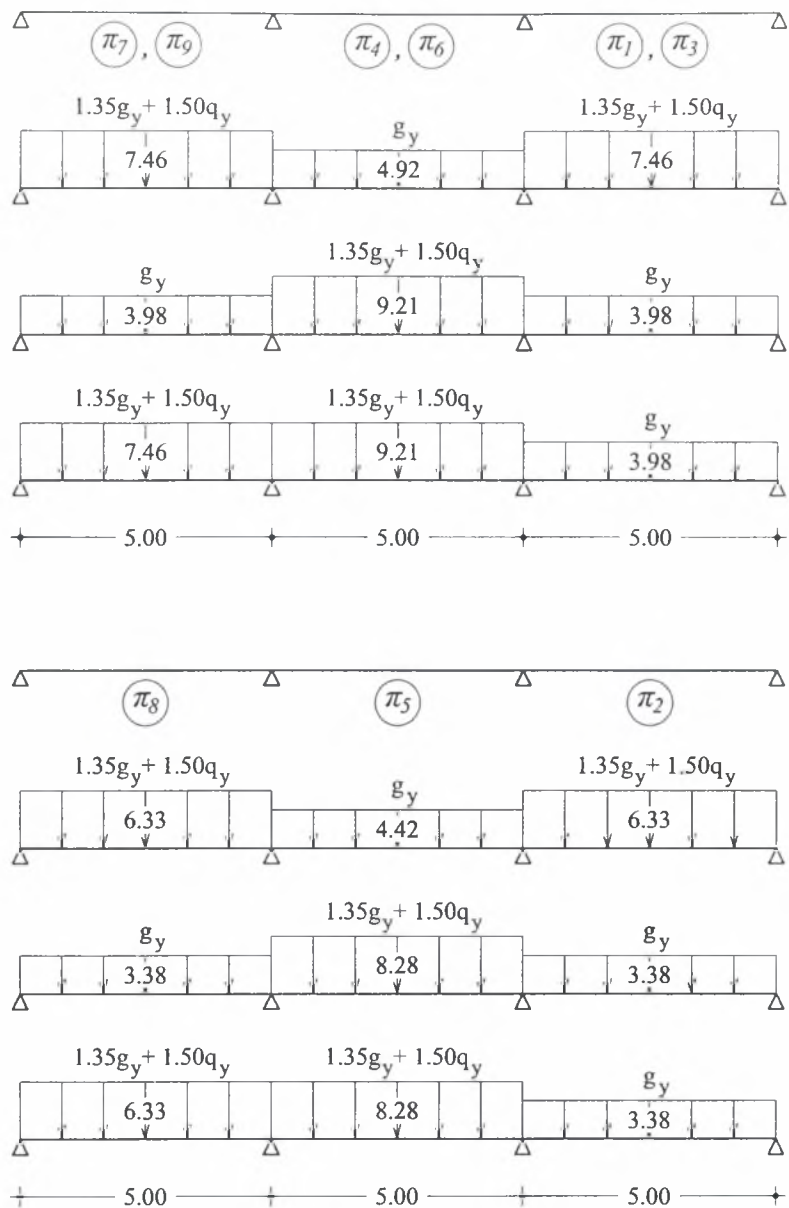 π7 , π9 π4 , π6 π1 , π3
1.35gy + 1.50qy gy 1.35gy + 1.50qy
7.46 4.92 7.46
gy 1.35gy + 1.50qy gy
3.98 9.21 3.98
1.35gy + 1.50qy 1.35gy + 1.50qy gy
7.46 9.21 3.98
5.00 5.00 5.00
π8 π5 π2
1.35gy + 1.50qy gy 1.35gy + 1.50qy
6.33 4.42 6.33
gy 1.35gy + 1.50qy gy
3.38 8.28 3.38
1.35gy + 1.50qy 1.35gy + 1.50qy gy
6.33 8.28 3.38
5.00 5.00 5.00